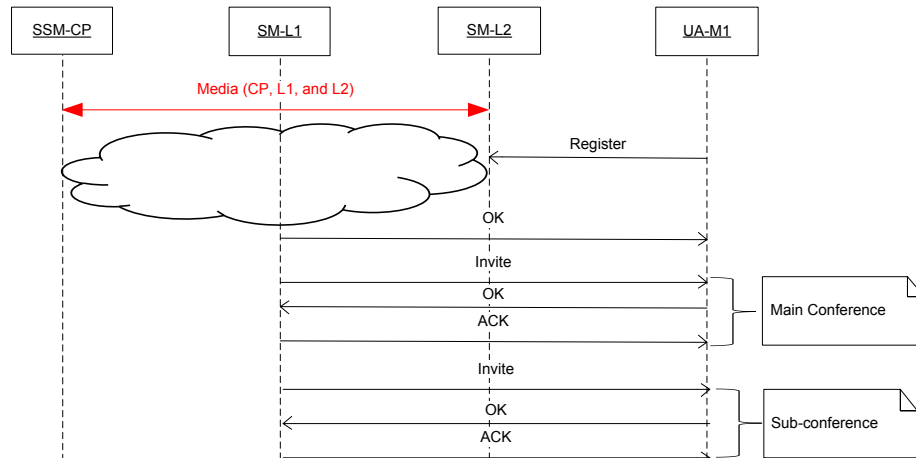 SSM-CP
SM-L1
SM-L2
UA-M1
Media (CP, L1, and L2)
Register
OK
Invite
OK
Main Conference
ACK
Invite
OK
Sub-conference
ACK